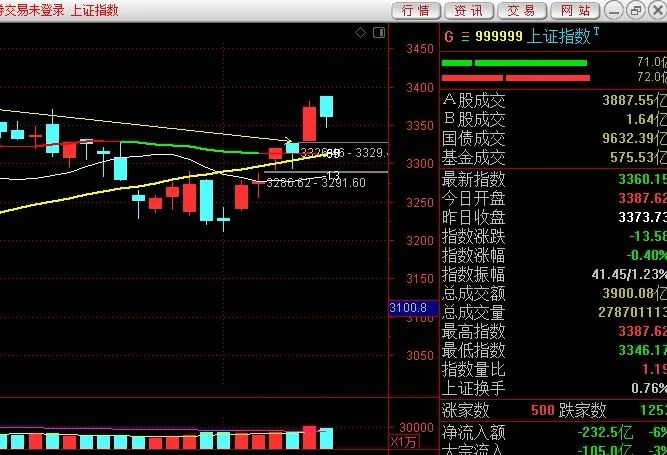 券交易未登录 上证指数
行情 资讯 交易 网站
G 999999 上证指数 T
71.0亿
72.0亿
A股成交 3887.55亿
B股成交 1.64亿
国债成交 9632.39亿
基金成交 575.53亿
最新指数 3360.15
今日开盘 3387.62
昨日收盘 3373.73
指数涨跌 -13.58
指数涨幅 -0.40%
指数振幅 41.45/1.23%
总成交额 3900.08亿
总成交量 278701113
最高指数 3387.62
最低指数 3346.17
指数量比 1.19
上证换手 0.76%
涨家数 500 跌家数 1253
净流入额 -232.5亿 -6%
大宗流入 -105.0亿 -3%
3450
3400
3350
3300
3250
3200
3150
3100.8
3100
3050
30000
X1万
3329.4
3286.62 - 3291.60
13